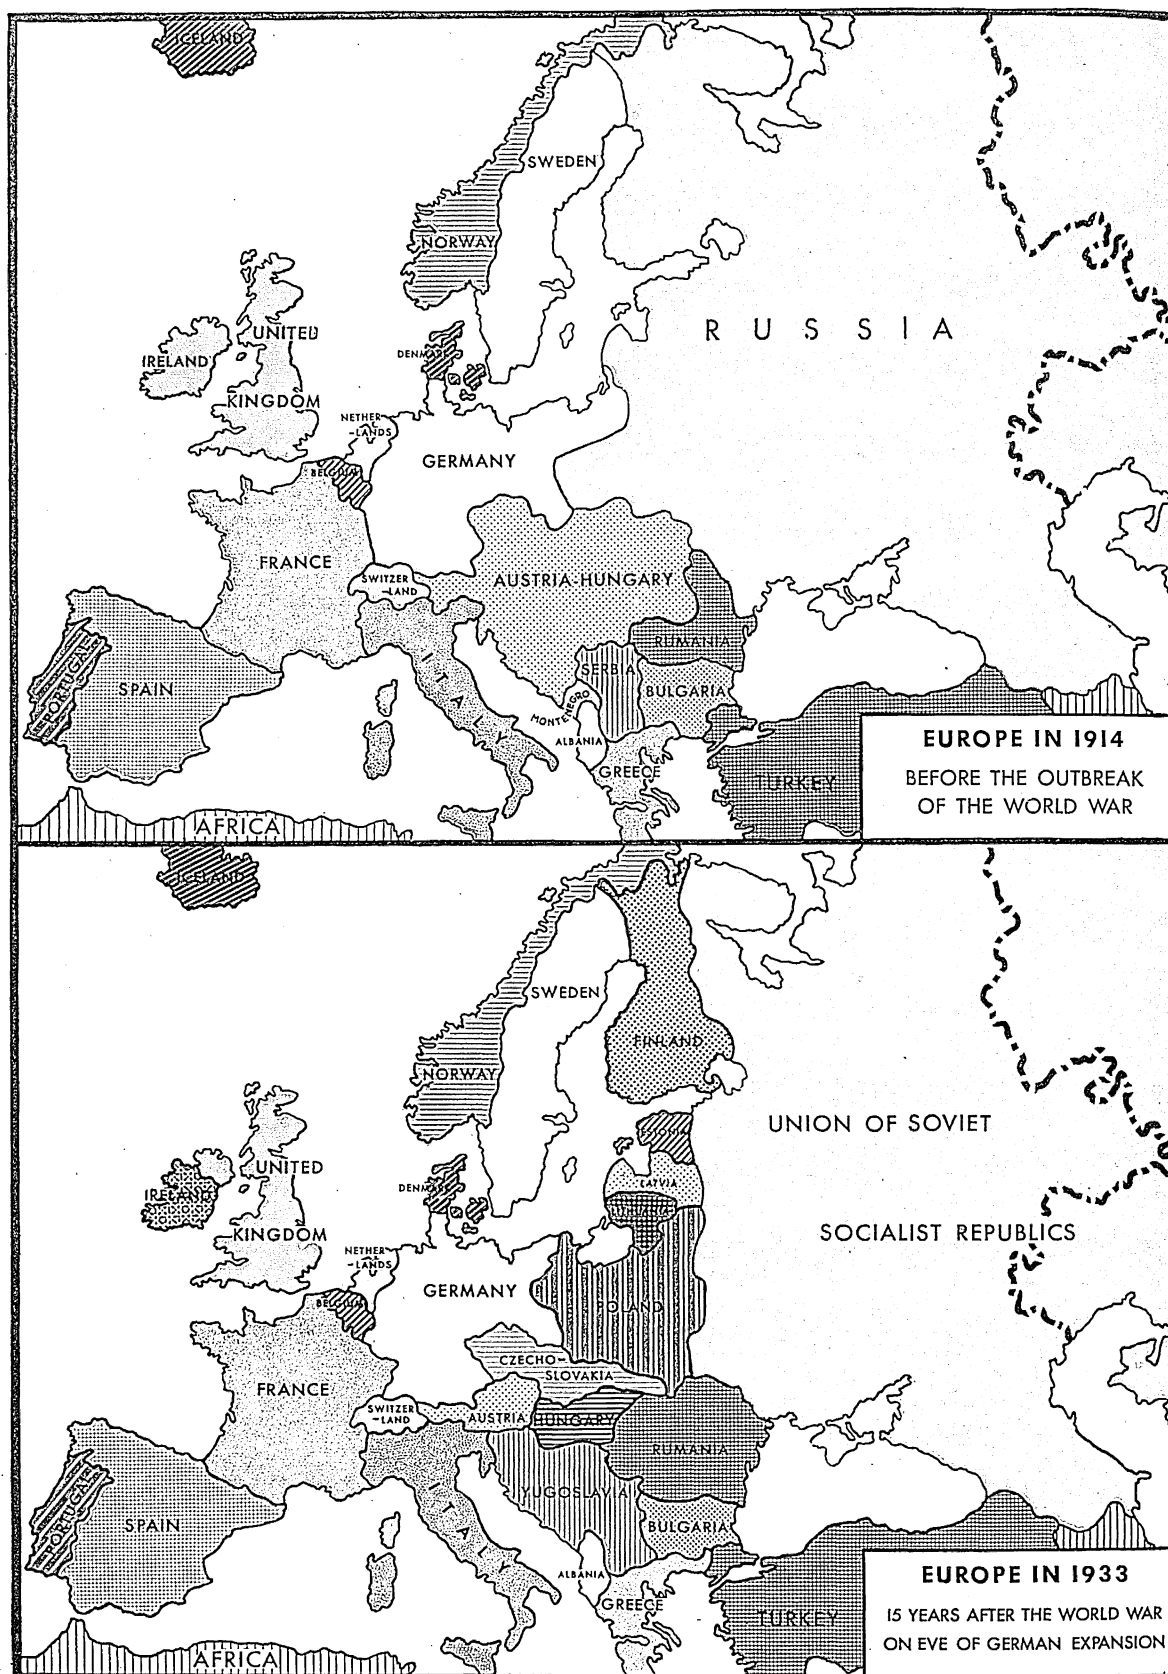 ICELAND
SWEDEN
NORWAY
UNITED
KINGDOM
IRELAND
DENMARK
RUSSIA
NETHER-
-LANDS
BELGIUM
GERMANY
FRANCE
SWITZER
-LAND
AUSTRIA-HUNGARY
RUMANIA
SERBIA
BULGARIA
MONTENEGRO
ALBANIA
GREECE
ITALY
PORTUGAL
SPAIN
AFRICA
TURKEY
EUROPE IN 1914
BEFORE THE OUTBREAK
OF THE WORLD WAR
ICELAND
SWEDEN
FINLAND
NORWAY
UNITED
KINGDOM
IRELAND
DENMARK
ESTONIA
LATVIA
LITHUANIA
UNION OF SOVIET
SOCIALIST REPUBLICS
NETHER-
-LANDS
BELGIUM
GERMANY
POLAND
CZECHO-
SLOVAKIA
FRANCE
SWITZER
-LAND
AUSTRIA
HUNGARY
RUMANIA
YUGOSLAVIA
BULGARIA
ITALY
ALBANIA
GREECE
PORTUGAL
SPAIN
AFRICA
TURKEY
EUROPE IN 1933
15 YEARS AFTER THE WORLD WAR
ON EVE OF GERMAN EXPANSION